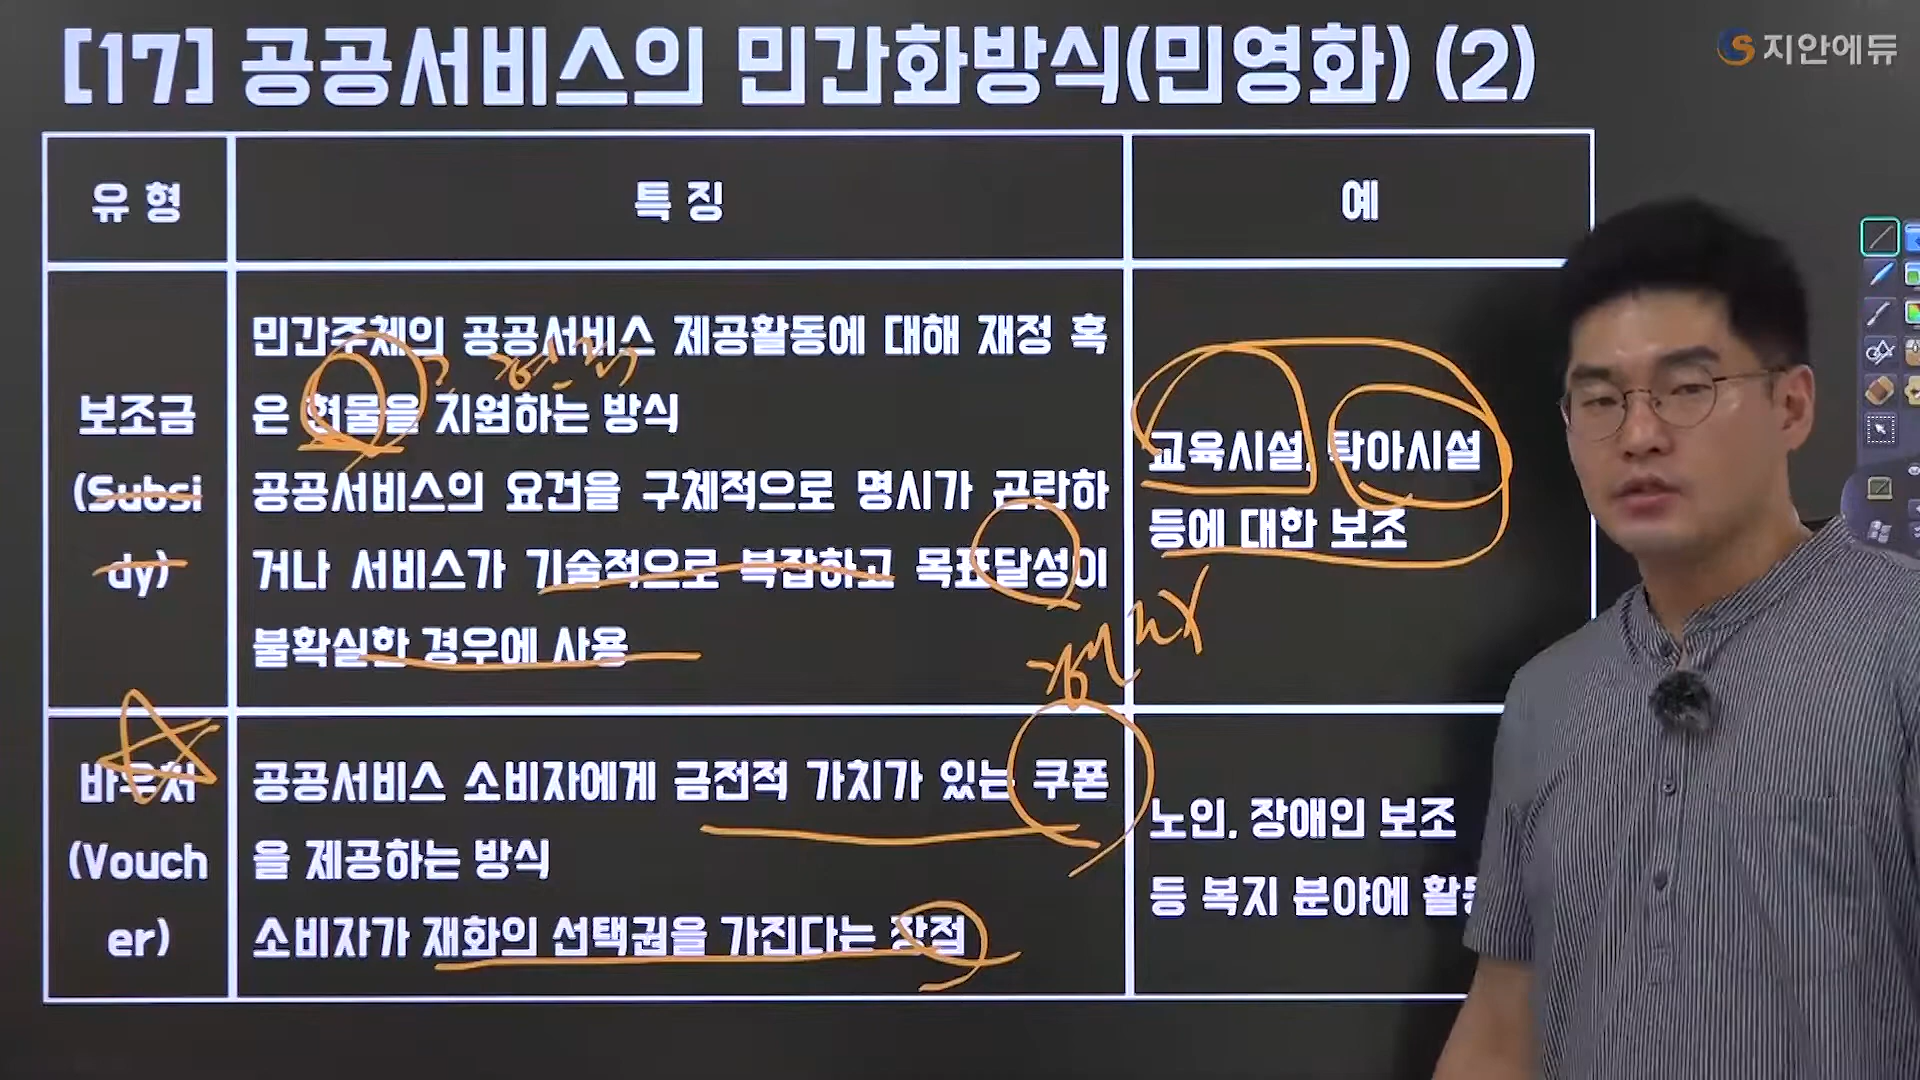 [17] 공공서비스의 민간화방식(민영화) (2)
지안에듀
유 형
특 징
예
보조금
(Subsi
dy)
민간주체의 공공서비스 제공활동에 대해 재정 혹
은 현물을 지원하는 방식
공공서비스의 요건을 구체적으로 명시가 곤란하
거나 서비스가 기술적으로 복잡하고 목표달성이
불확실한 경우에 사용
교육시설, 탁아시설
등에 대한 보조
바우처
(Vouch
er)
공공서비스 소비자에게 금전적 가치가 있는 쿠폰
을 제공하는 방식
소비자가 재화의 선택권을 가진다는 장점
노인, 장애인 보조
등 복지 분야에